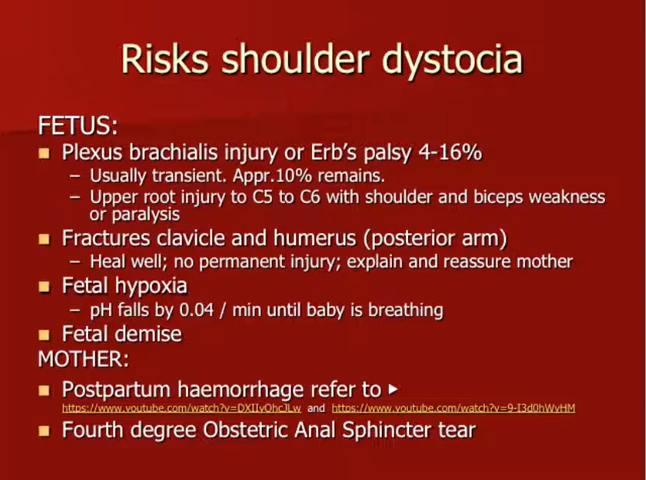 Risks shoulder dystocia
FETUS:
■ Plexus brachialis injury or Erb's palsy 4-16%
– Usually transient. Appr.10% remains.
– Upper root injury to C5 to C6 with shoulder and biceps weakness
or paralysis
■ Fractures clavicle and humerus (posterior arm)
– Heal well; no permanent injury; explain and reassure mother
■ Fetal hypoxia
– pH falls by 0.04 / min until baby is breathing
■ Fetal demise
MOTHER:
■ Postpartum haemorrhage refer to ►
https://www.youtube.com/watch?v=DXIIvOhcJLw and https://www.youtube.com/watch?v=9-I3d0hWvHM
■ Fourth degree Obstetric Anal Sphincter tear